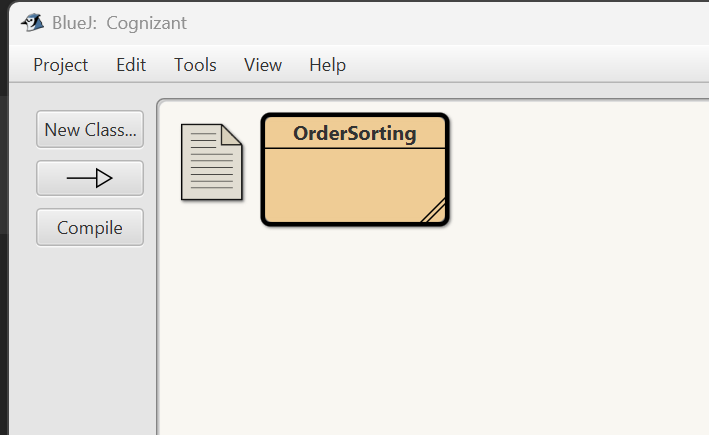 BlueJ: Cognizant
Project Edit Tools View Help
New Class...
OrderSorting
Compile